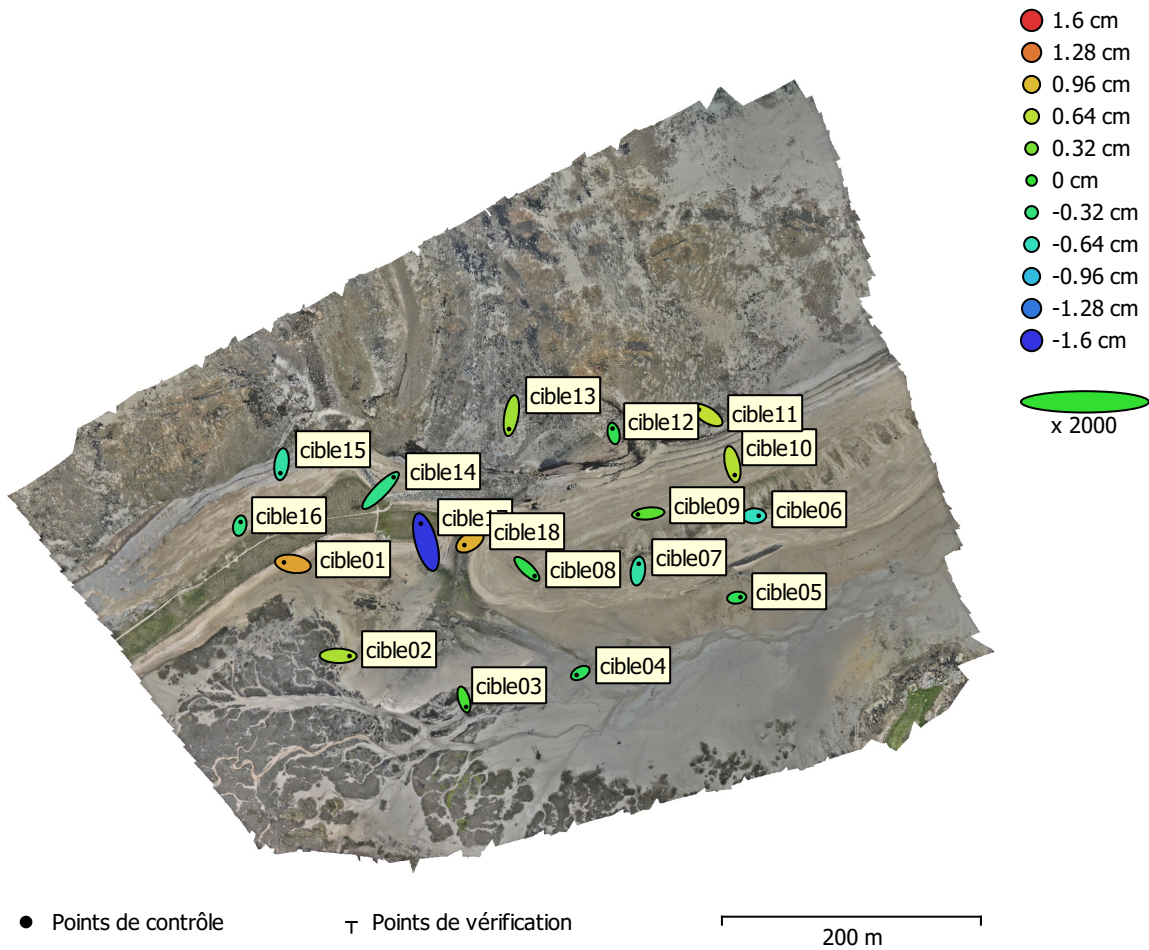 1.6 cm
1.28 cm
0.96 cm
0.64 cm
0.32 cm
0 cm
-0.32 cm
-0.64 cm
-0.96 cm
-1.28 cm
-1.6 cm
x 2000
cible13
cible12
cible11
cible15
cible14
cible10
cible16
cible17
cible18
cible09
cible06
cible01
cible08
cible07
cible05
cible02
cible03
cible04
Points de contrôle
Points de vérification
200 m